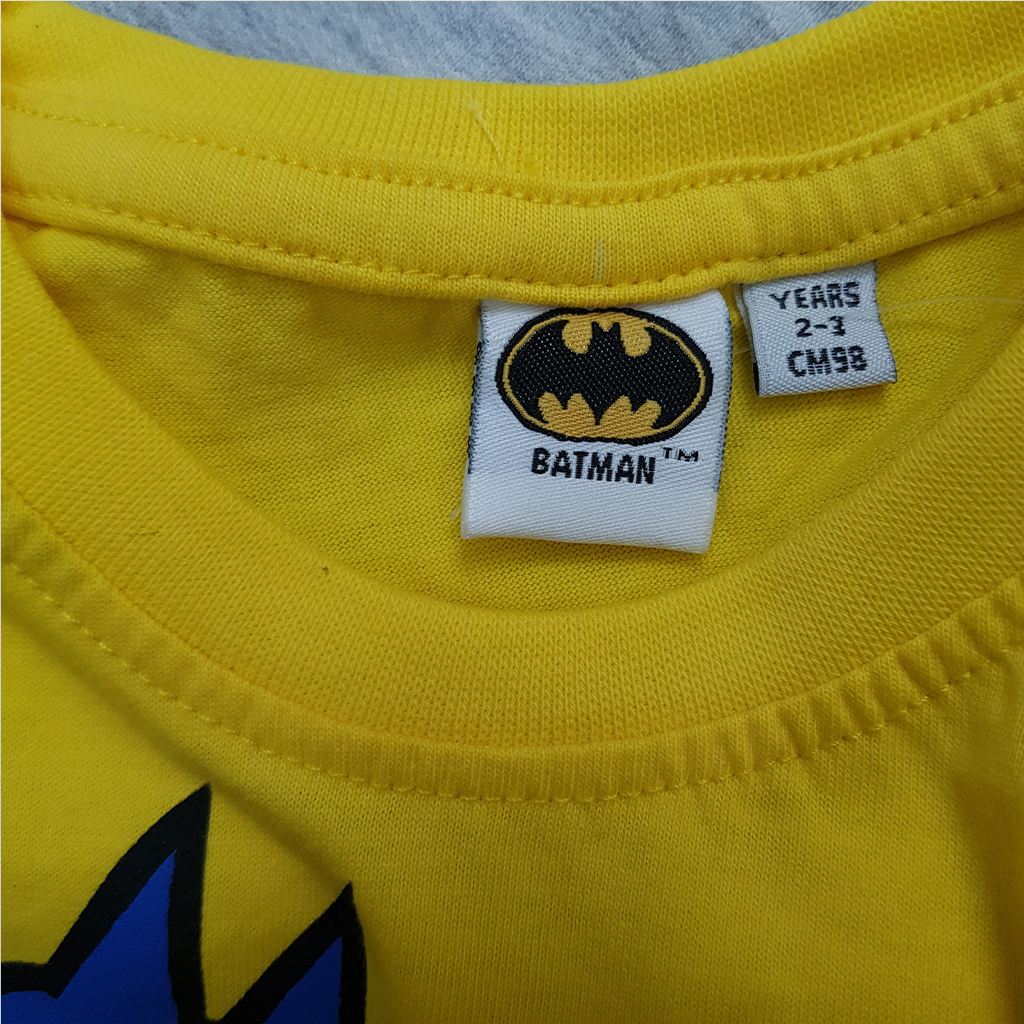 BATMAN™
YEARS
2-3
CM98